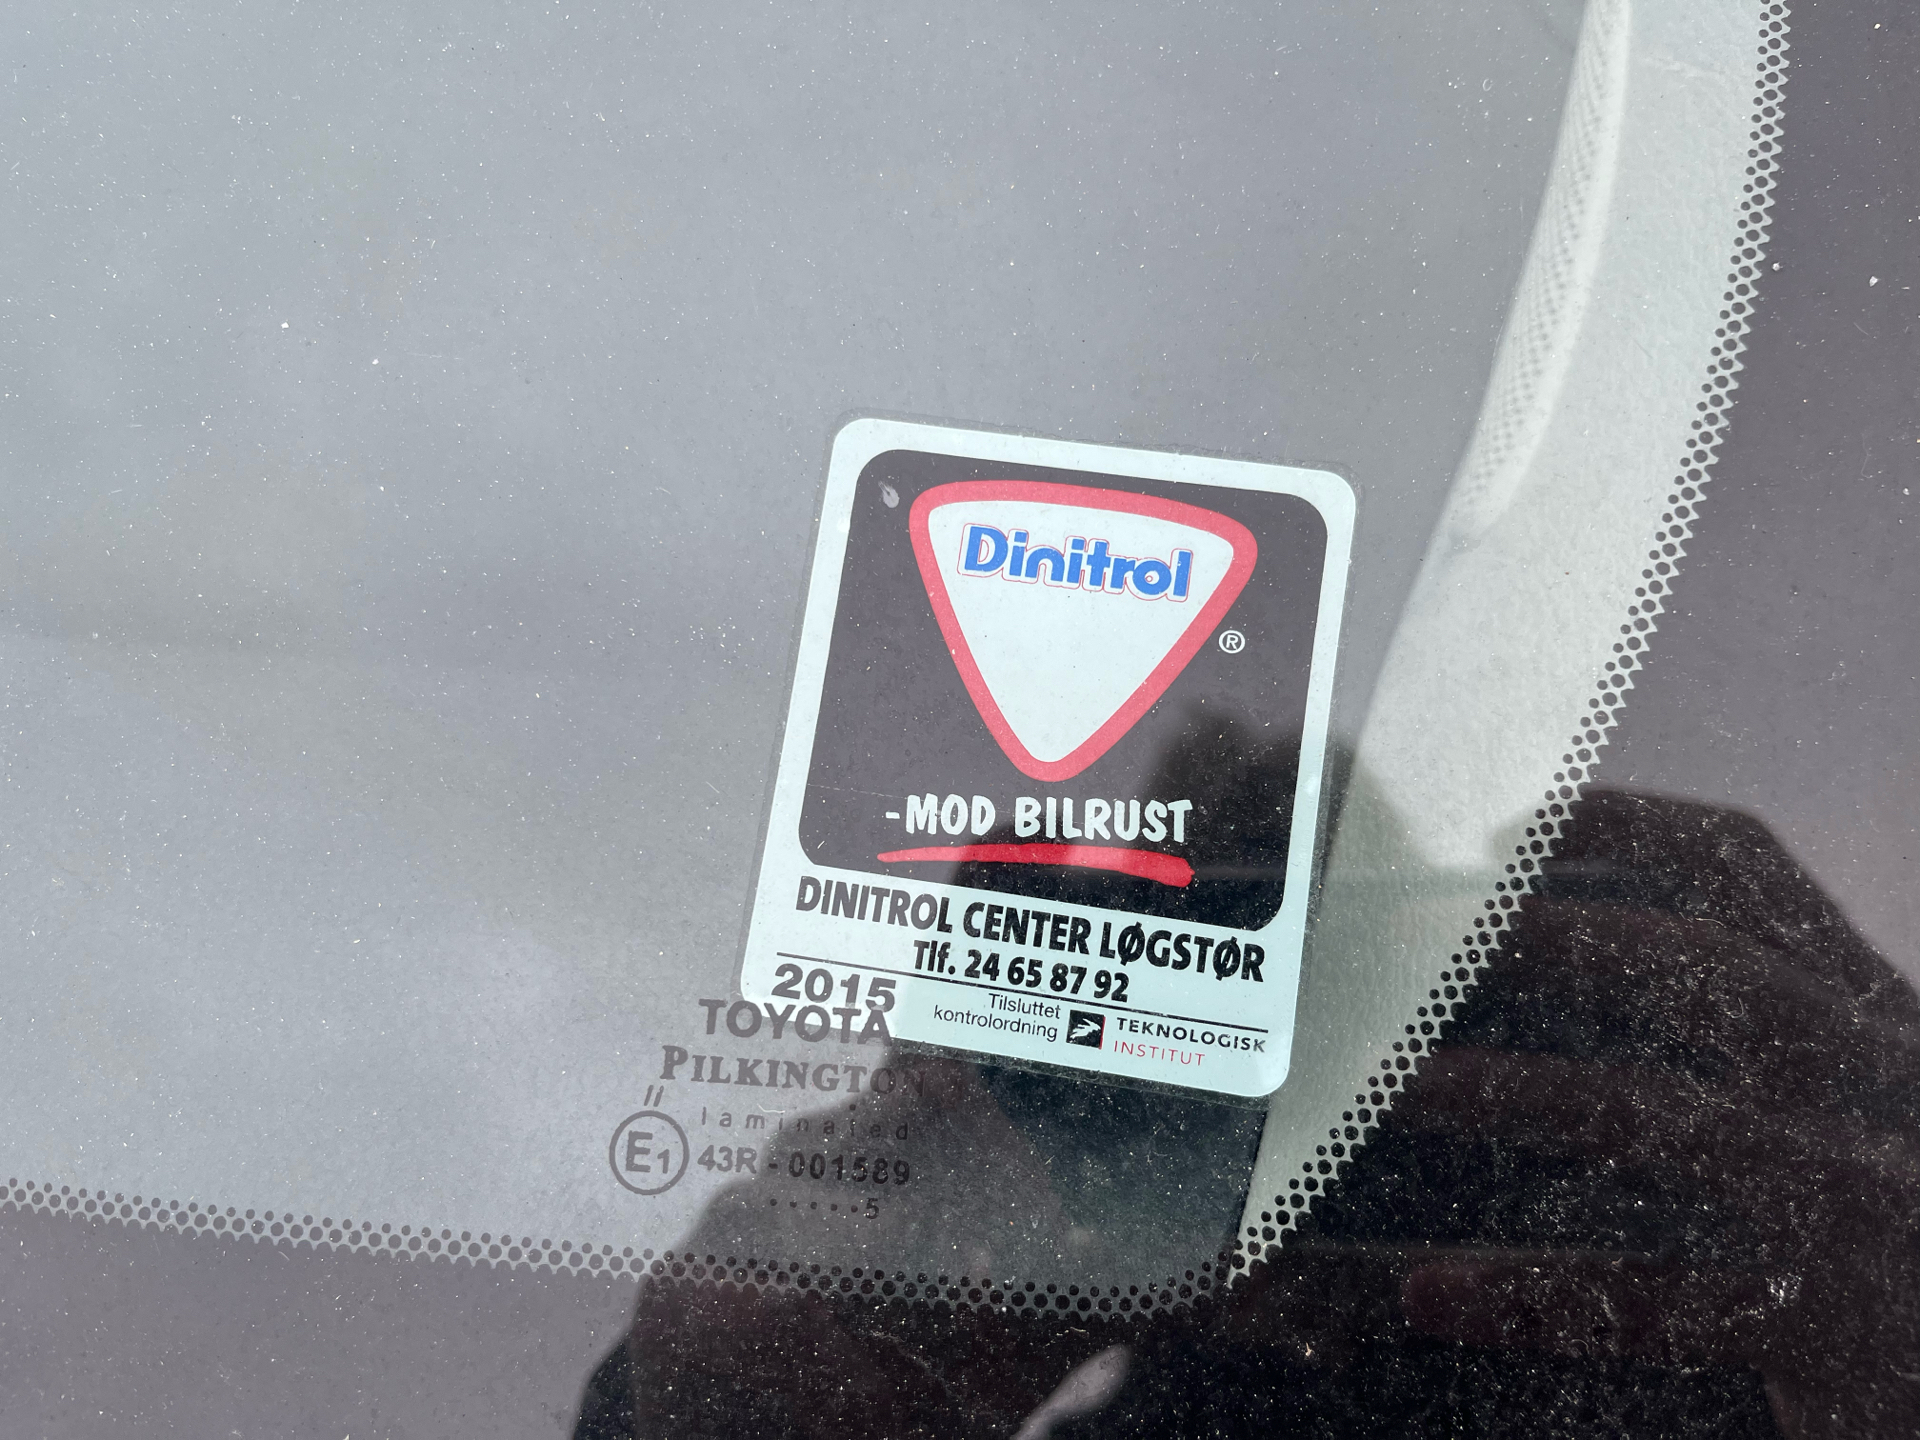 Dinitrol
®
-MOD BILRUST
DINITROL CENTER LØGSTØR
Tlf. 24 65 87 92
2015
Tilsluttet
kontrolordning
TEKNOLOGISK
INSTITUT
TOYOTA
PILKINGTON
II
laminated
E1 43R-001589
.....5